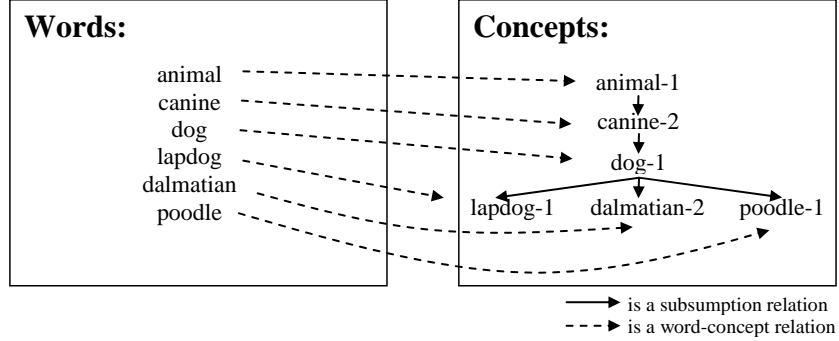 Words:
animal
canine
dog
lapdog
dalmatian
poodle
Concepts:
animal-1
canine-2
dog-1
lapdog-1 dalmatian-2 poodle-1
is a subsumption relation
is a word-concept relation